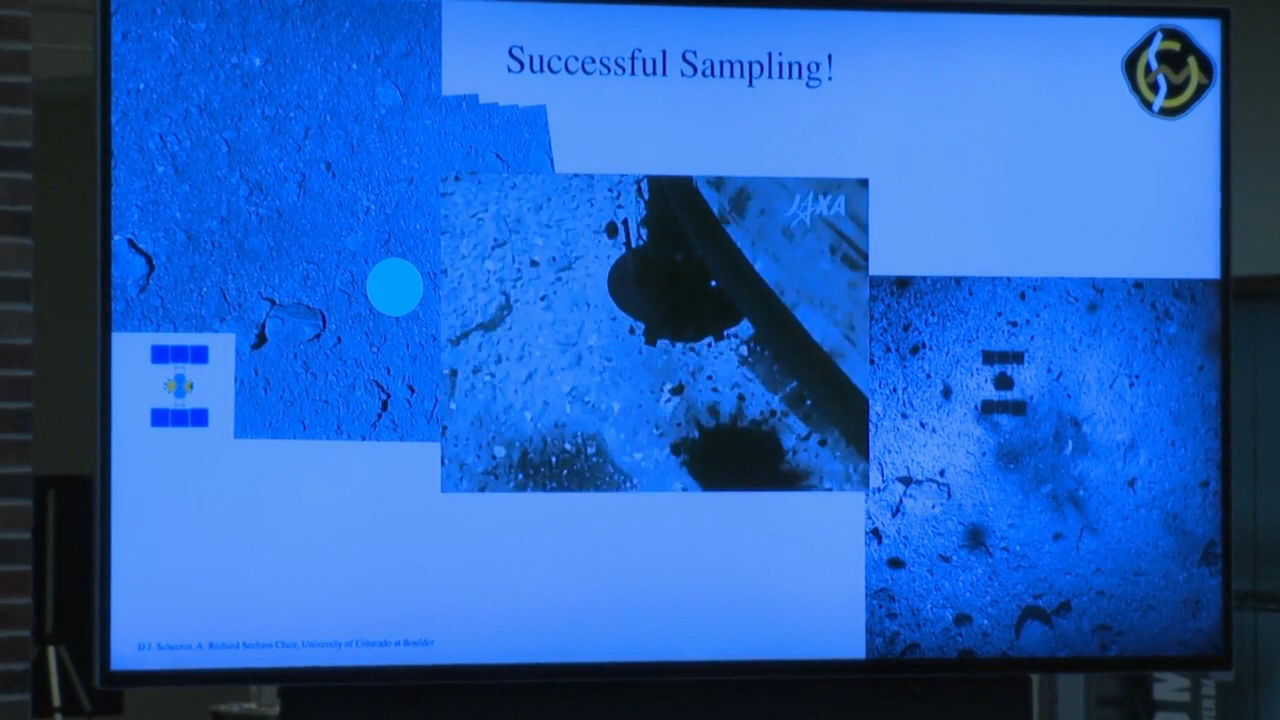 Successful Sampling!
JAXA
D.J. Scheeres, A. Richard Seebass Chair, University of Colorado at Boulder